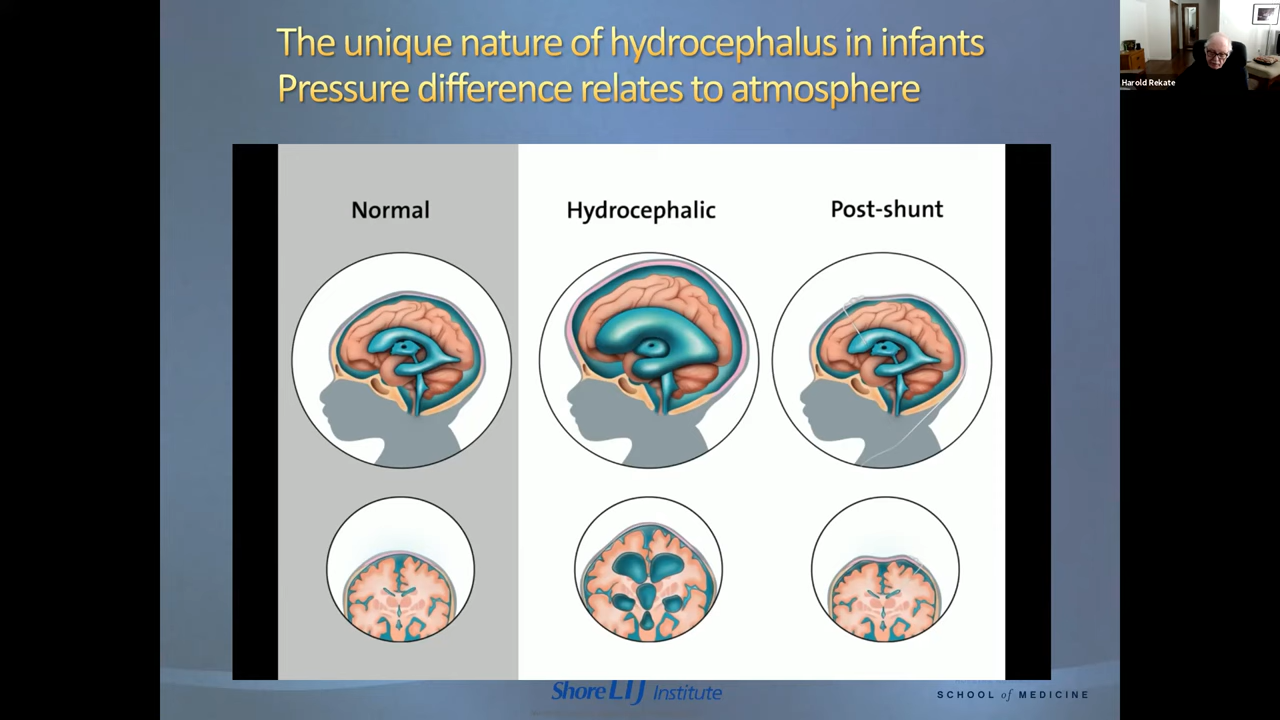 The unique nature of hydrocephalus in infants
Pressure difference relates to atmosphere
Harold Rekate
Normal
Hydrocephalic
Post-shunt
Shore LIJ Institute
SCHOOL of MEDICINE